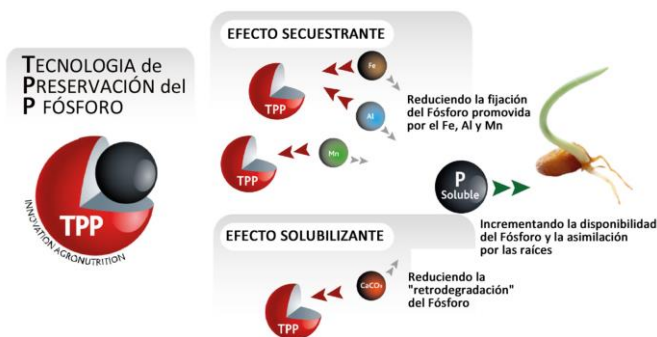 TECNOLOGIA de
PRESERVACIÓN del
P FÓSFORO
TPP
INNOVATION AGRONUTRITION
EFECTO SECUESTRANTE
Fe
TPP
Al
Mn
TPP
Reduciendo la fijación
del Fósforo promovida
por el Fe, Al y Mn
P
Soluble
Incrementando la disponibilidad
del Fósforo y la asimilación
por las raíces
EFECTO SOLUBILIZANTE
CaCO₃
TPP
Reduciendo la
"retrodegradación"
del Fósforo